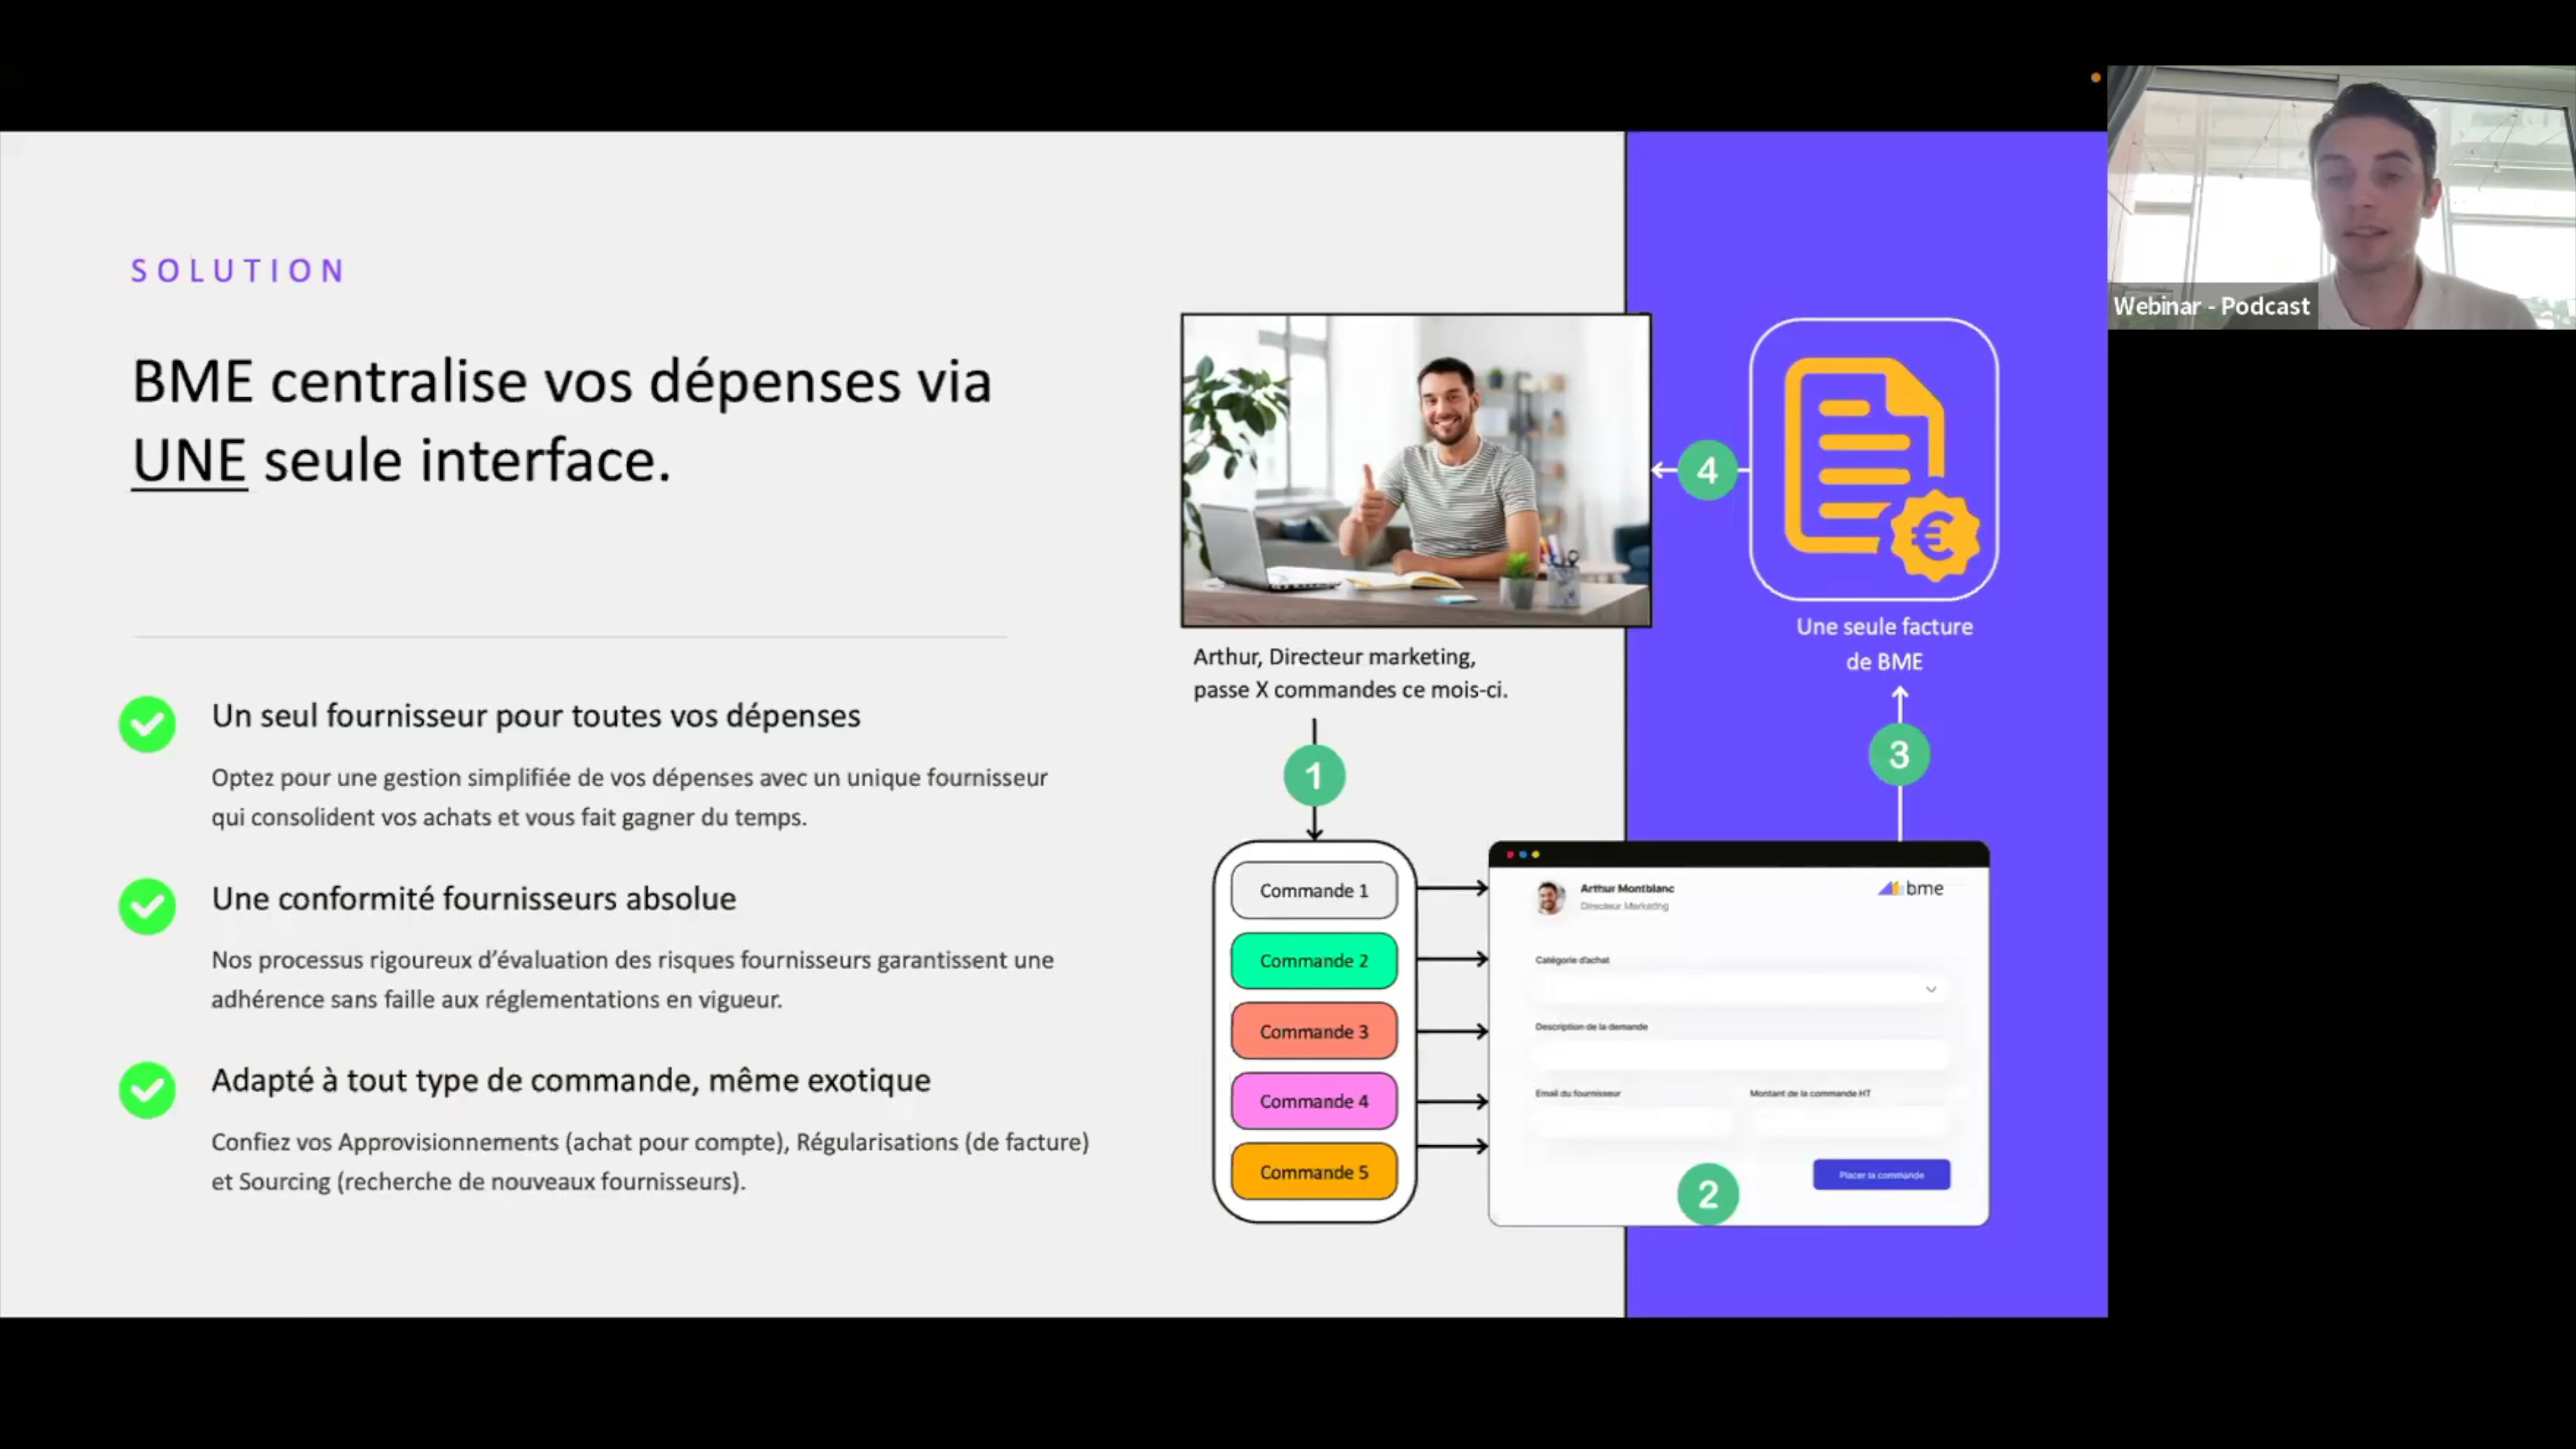 SOLUTION
BME centralise vos dépenses via
UNE seule interface.
Un seul fournisseur pour toutes vos dépenses
Optez pour une gestion simplifiée de vos dépenses avec un unique fournisseur
qui consolident vos achats et vous fait gagner du temps.
Une conformité fournisseurs absolue
Nos processus rigoureux d’évaluation des risques fournisseurs garantissent une
adhérence sans faille aux réglementations en vigueur.
Adapté à tout type de commande, même exotique
Confiez vos Approvisionnements (achat pour compte), Régularisations (de facture)
et Sourcing (recherche de nouveaux fournisseurs).
Arthur, Directeur marketing,
passe X commandes ce mois-ci.
1
Commande 1
Commande 2
Commande 3
Commande 4
Commande 5
Arthur Montblanc
Directeur Marketing
bme
Catégorie d'achat
Description de la demande
Email du fournisseur
Montant de la commande HT
Placer la commande
2
3
Une seule facture
de BME
€
4
Webinar - Podcast